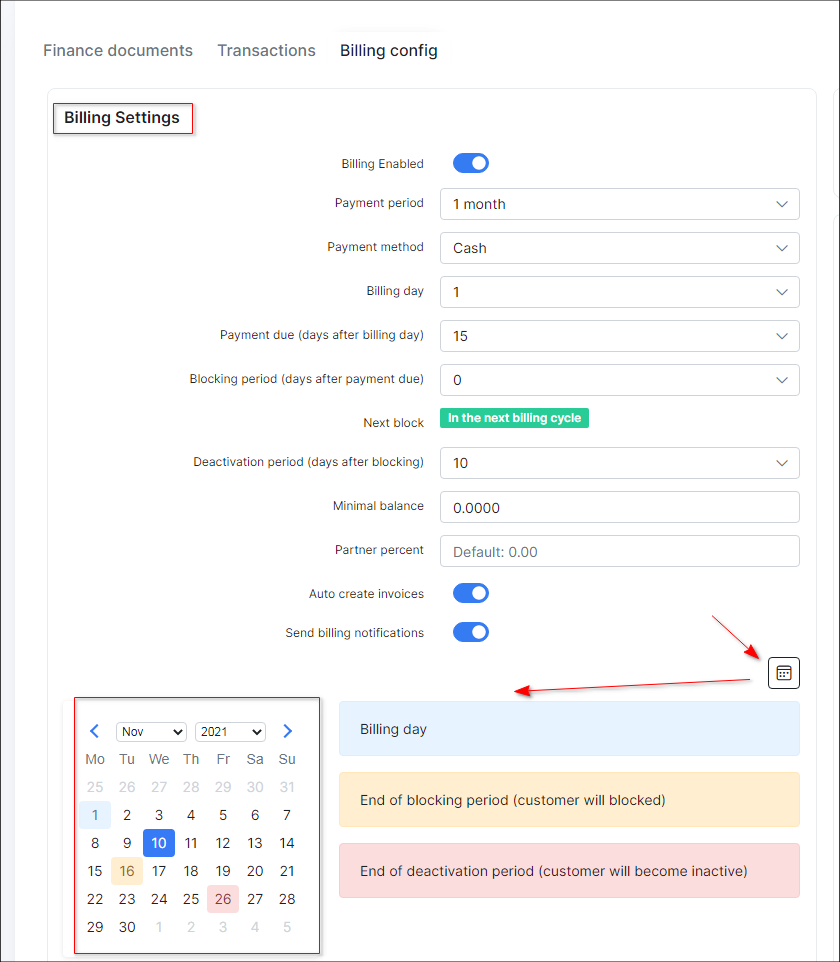 Finance documents Transactions Billing config
Billing Settings
Billing Enabled
Payment period 1 month
Payment method Cash
Billing day 1
Payment due (days after billing day) 15
Blocking period (days after payment due) 0
Next block In the next billing cycle
Deactivation period (days after blocking) 10
Minimal balance 0.0000
Partner percent Default: 0.00
Auto create invoices
Send billing notifications
Nov 2021
Mo Tu We Th Fr Sa Su
25 26 27 28 29 30 31
1 2 3 4 5 6 7
8 9 10 11 12 13 14
15 16 17 18 19 20 21
22 23 24 25 26 27 28
29 30 1 2 3 4 5
Billing day
End of blocking period (customer will blocked)
End of deactivation period (customer will become inactive)